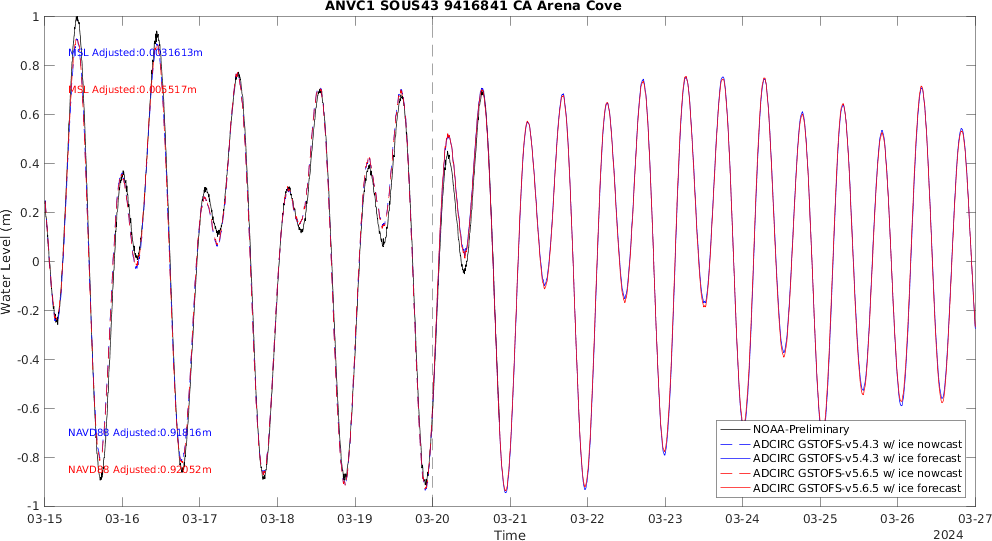 ANVC1 SOUS43 9416841 CA Arena Cove
Water Level (m)
1
0.8
0.6
0.4
0.2
0
-0.2
-0.4
-0.6
-0.8
-1
MSL Adjusted:0.0031613m
MSL Adjusted:0.005517m
NAVD88 Adjusted:0.91816m
NAVD88 Adjusted:0.92052m
NOAA-Preliminary
ADCIRC GSTOFS-v5.4.3 w/ ice nowcast
ADCIRC GSTOFS-v5.4.3 w/ ice forecast
ADCIRC GSTOFS-v5.6.5 w/ ice nowcast
ADCIRC GSTOFS-v5.6.5 w/ ice forecast
03-15 03-16 03-17 03-18 03-19 03-20 03-21 03-22 03-23 03-24 03-25 03-26 03-27
Time
2024